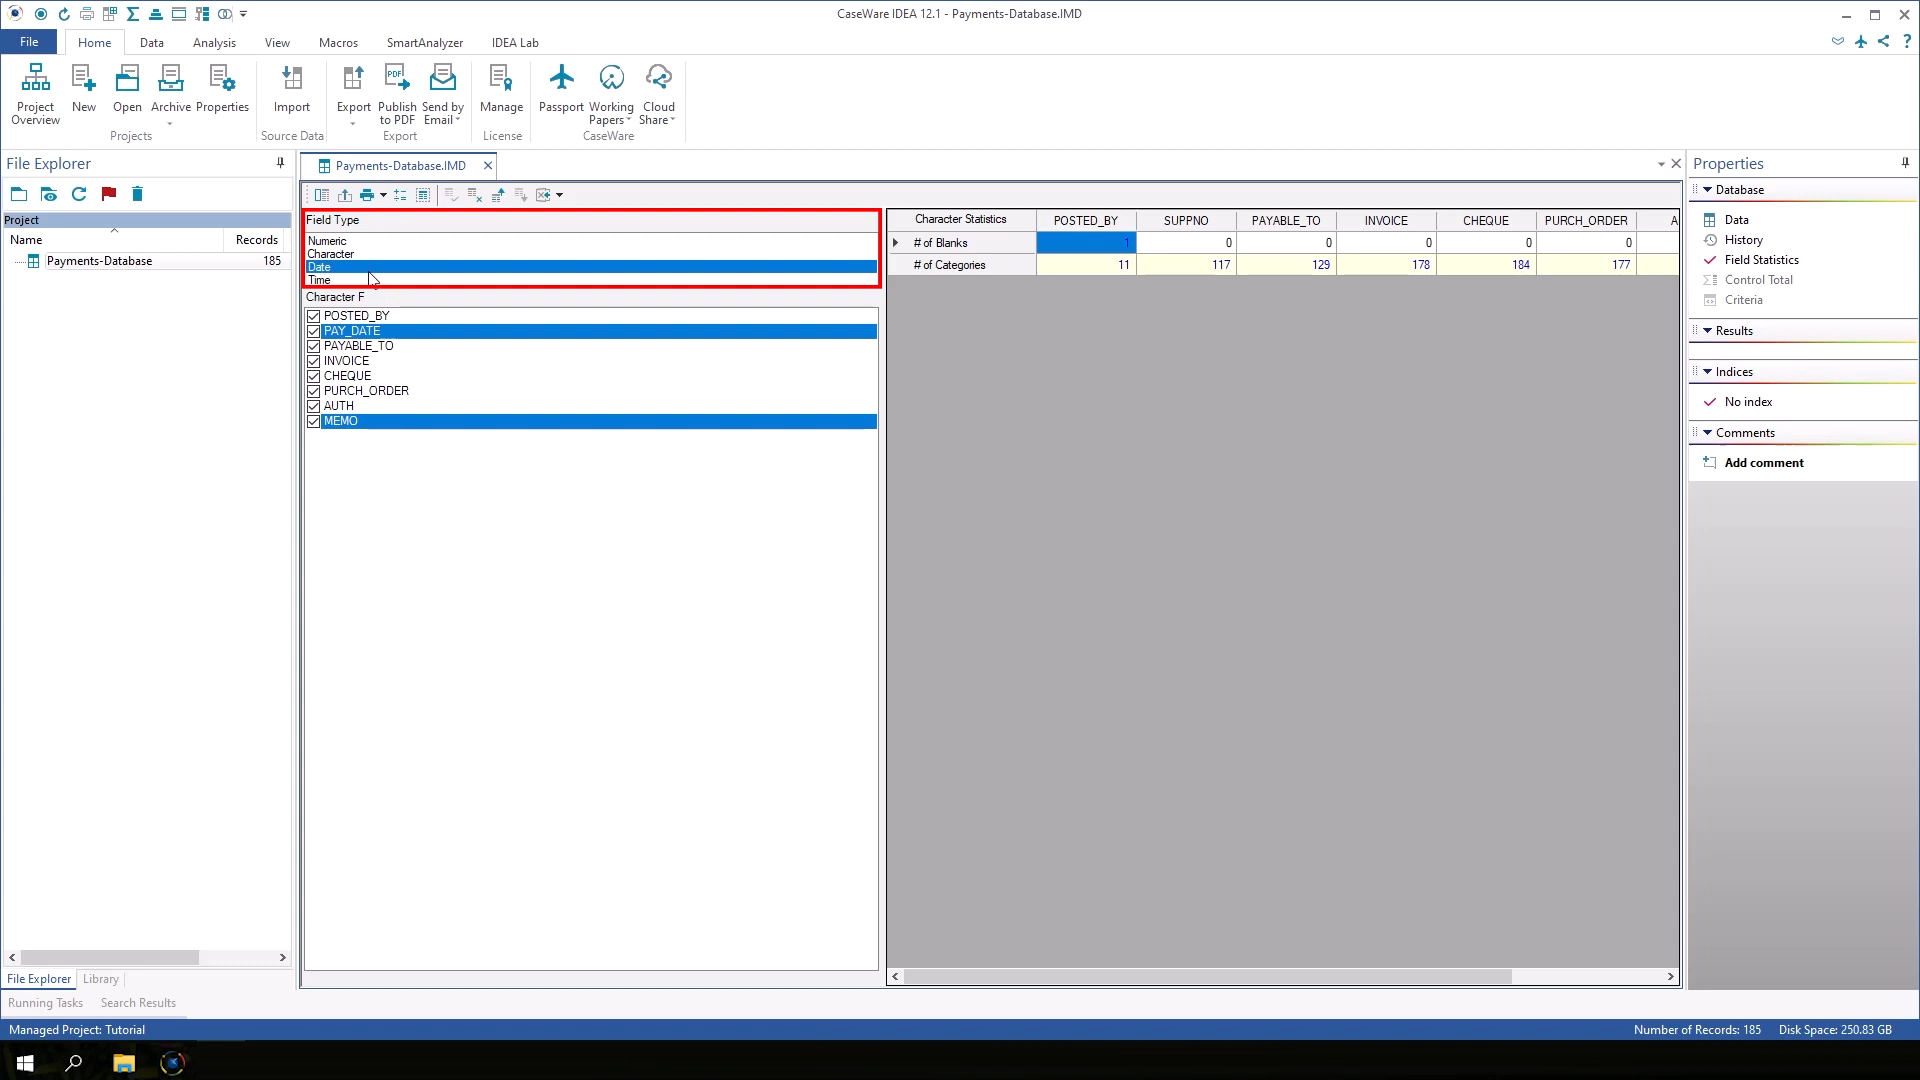 CaseWare IDEA 12.1 - Payments-Database.IMD
File Home Data Analysis View Macros SmartAnalyzer IDEA Lab
Project Overview
New
Open
Archive
Properties
Import
Export
Publish to PDF
Send by Email
Manage
Passport
Working Papers
Cloud Share
Projects Source Data Export License CaseWare
File Explorer
Project
Name Records
Payments-Database 185
Payments-Database.IMD
Field Type
Numeric
Character
Date
Time
Character F
POSTED_BY
PAY_DATE
PAYABLE_TO
INVOICE
CHEQUE
PURCH_ORDER
AUTH
MEMO
Character Statistics POSTED_BY SUPPNO PAYABLE_TO INVOICE CHEQUE PURCH_ORDER A
# of Blanks 1 0 0 0 0 0
# of Categories 11 117 129 178 184 177
Properties
Database
Data
History
Field Statistics
Control Total
Criteria
Results
Indices
No index
Comments
Add comment
File Explorer Library
Running Tasks Search Results
Managed Project: Tutorial
Number of Records: 185 Disk Space: 250.83 GB